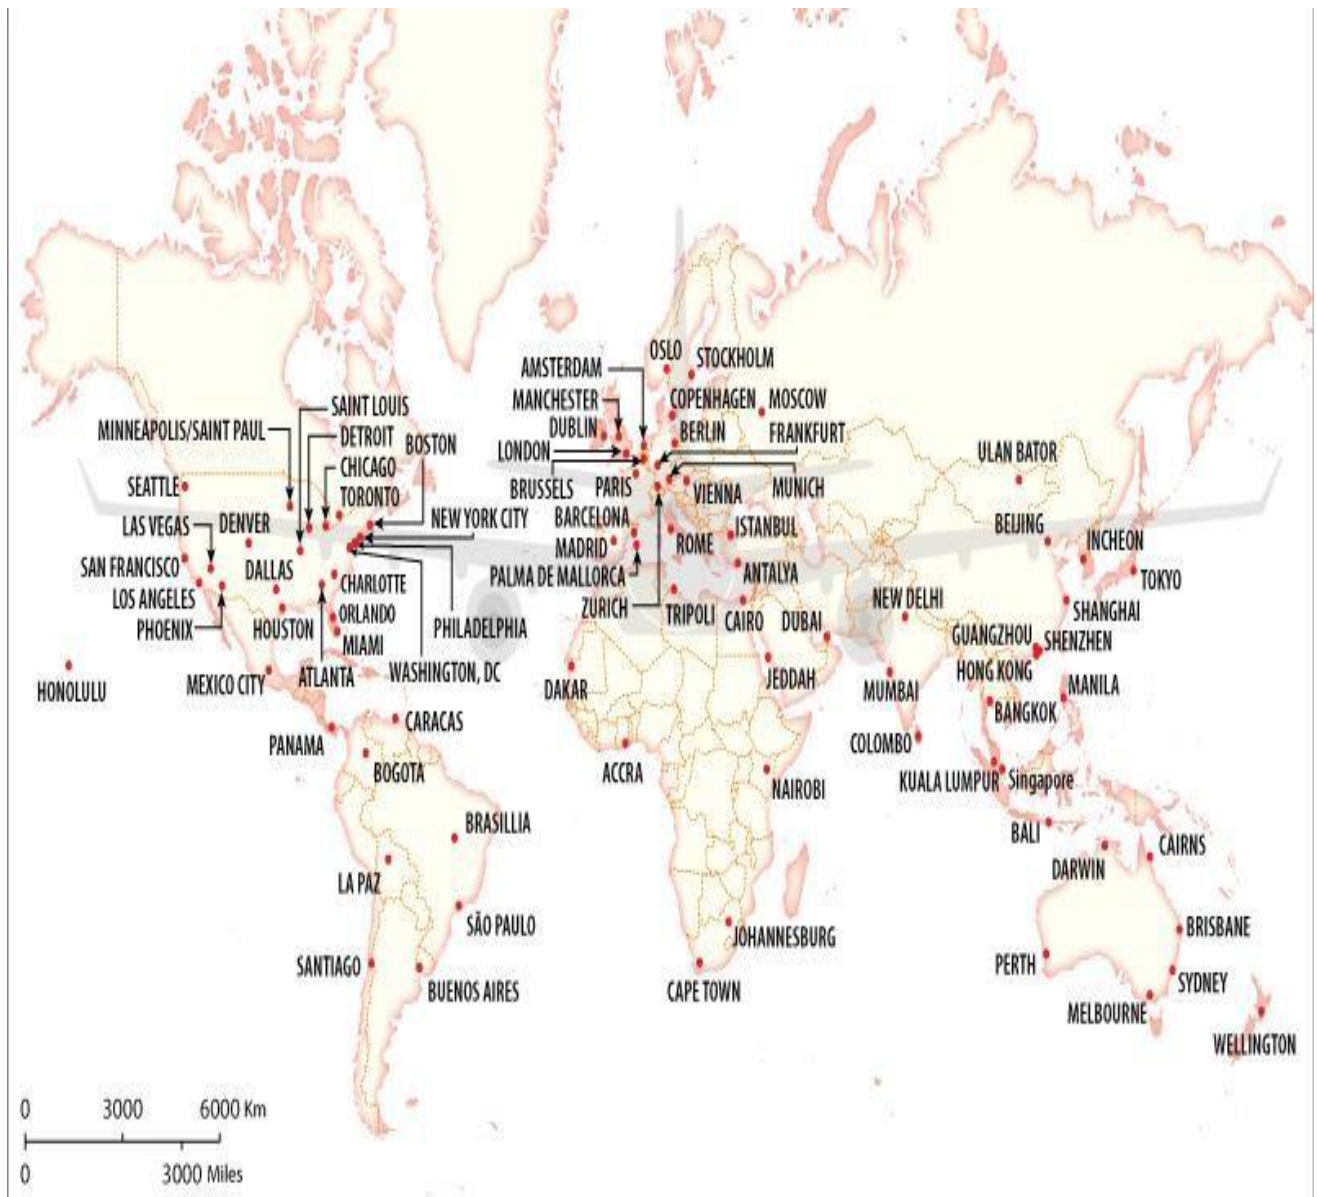 OSLO
STOCKHOLM
AMSTERDAM
COPENHAGEN
MOSCOW
MANCHESTER
SAINT LOUIS
DUBLIN
BERLIN
FRANKFURT
MINNEAPOLIS/SAINT PAUL
DETROIT
BOSTON
LONDON
ULAN BATOR
CHICAGO
SEATTLE
BRUSSELS
PARIS
VIENNA
MUNICH
TORONTO
LAS VEGAS
DENVER
NEW YORK CITY
BARCELONA
ISTANBUL
BEIJING
INCHEON
MADRID
ROME
SAN FRANCISCO
DALLAS
PALMA DE MALLORCA
ANTALYA
TOKYO
CHARLOTTE
LOS ANGELES
ZURICH
NEW DELHI
ORLANDO
TRIPOLI
CAIRO
DUBAI
SHANGHAI
PHOENIX
HOUSTON
PHILADELPHIA
GUANGZHOU
SHENZHEN
MIAMI
HONG KONG
ATLANTA
WASHINGTON, DC
HONOLULU
MEXICO CITY
DAKAR
JEDDAH
MUMBAI
MANILA
CARACAS
BANGKOK
PANAMA
COLOMBO
BOGOTA
ACCRA
NAIROBI
KUALA LUMPUR
Singapore
BRASILLIA
BALI
CAIRNS
DARWIN
LA PAZ
SÃO PAULO
JOHANNESBURG
BRISBANE
SANTIAGO
BUENOS AIRES
CAPE TOWN
PERTH
SYDNEY
MELBOURNE
WELLINGTON
0 3000 6000 Km
0 3000 Miles